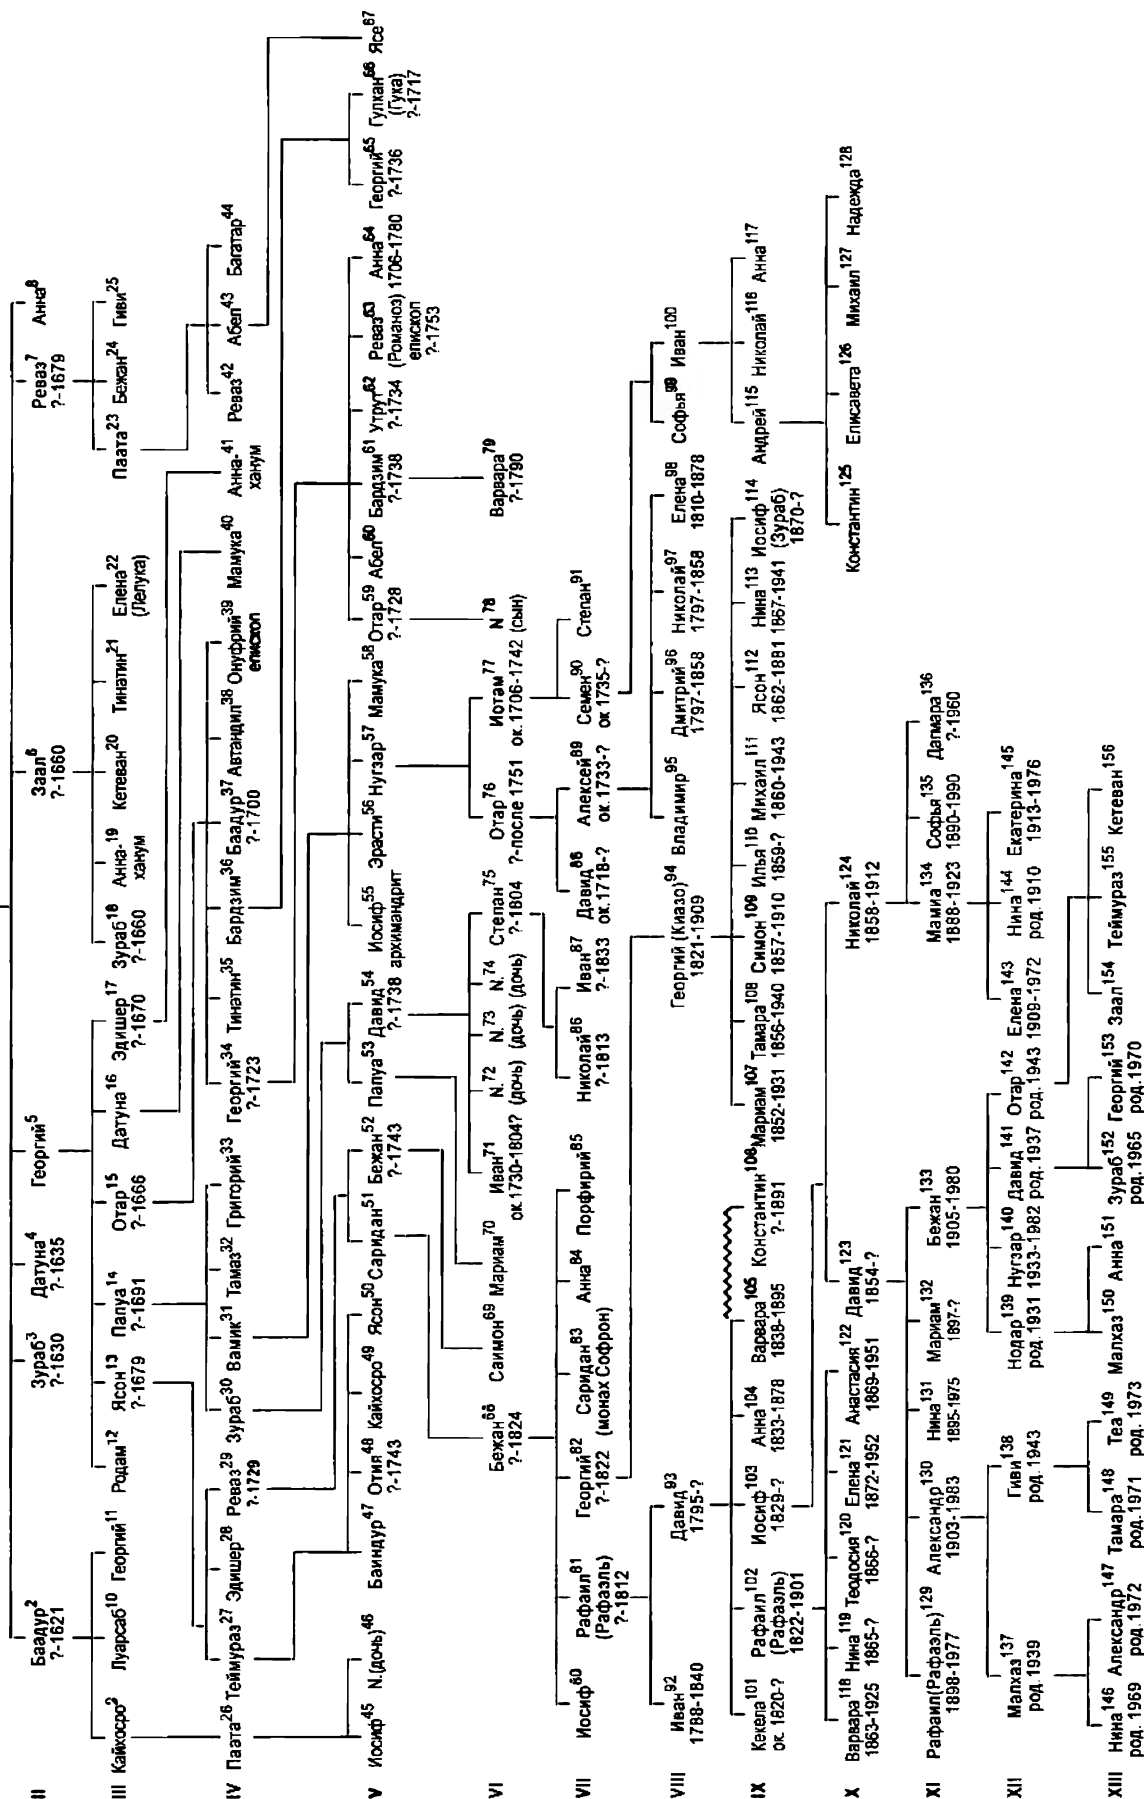 II Баадур² Зураб³ Датуна⁴ Георгий⁵ Заал⁶ Реваз⁷ Анна⁸
?-1621 ?-1630 ?-1635 ?-1660 ?-1679
III Кайхосро⁹ Луарсаб¹⁰ Георгий¹¹ Родам¹² Ясон¹³ Папуа¹⁴ Отар¹⁵ Датуна¹⁶ Эдишер¹⁷ Зураб¹⁸ Анна-¹⁹ Кетеван²⁰ Тинатин²¹ Елена²² Паата²³ Бежан²⁴ Гиви²⁵
?-1679 ?-1691 ?-1666 ?-1670 ?-1660 ханум (Лелука)
IV Паата²⁶ Теймураз²⁷ Эдишер²⁸ Реваз²⁹ Зураб³⁰ Вамик³¹ Тамаз³² Григорий³³ Георгий³⁴ Тинатин³⁵ Бардзим³⁶ Баадур³⁷ Автандил³⁸ Онуфрий³⁹ Мамука⁴⁰ Анна-⁴¹ Реваз⁴² Абел⁴³ Багатар⁴⁴
?-1729 ?-1723 ?-1700 епископ ханум
V Иосиф⁴⁵ N.(дочь)⁴⁶ Баиндур⁴⁷ Отия⁴⁸ Кайхосро⁴⁹ Ясон⁵⁰ Саридан⁵¹ Бежан⁵² Папуа⁵³ Давид⁵⁴ Иосиф⁵⁵ Эрасти⁵⁶ Нугзар⁵⁷ Мамука⁵⁸ Отар⁵⁹ Абел⁶⁰ Бардзим⁶¹ Утрут⁶² Реваз⁶³ Анна⁶⁴ Георгий⁶⁵ Гулхан⁶⁶ Ясе⁶⁷
?-1743 ?-1743 ?-1738 архимандрит ?-1728 ?-1738 ?-1734 (Романоз) 1706-1780 ?-1736 (Гука)
епископ ?-1717
?-1753
VI Бежан⁶⁸ Саимон⁶⁹ Мариам⁷⁰ Иван⁷¹ N.⁷² N.⁷³ N.⁷⁴ Степан⁷⁵ Отар⁷⁶ Иотам⁷⁷ N⁷⁸ Варвара⁷⁹
?-1824 ок.1730-1804? (дочь) (дочь) (дочь) ?-1804 ?-после 1751 ок.1706-1742 (сын) ?-1790
VII Иосиф⁸⁰ Рафаил⁸¹ Георгий⁸² Саридан⁸³ Анна⁸⁴ Порфирий⁸⁵ Николай⁸⁶ Иван⁸⁷ Давид⁸⁸ Алексей⁸⁹ Семен⁹⁰ Степан⁹¹
(Рафаэль) ?-1822 (монах Софрон) ?-1813 ?-1833 ок.1718-? ок.1733-? ок 1735-?
?-1812
VIII Иван⁹² Давид⁹³ Георгий (Киазо)⁹⁴ Владимир⁹⁵ Дмитрий⁹⁶ Николай⁹⁷ Елена⁹⁸ Софья⁹⁹ Иван¹⁰⁰
1788-1840 1795-? 1821-1909 1797-1858 1797-1858 1810-1878
IX Кекела¹⁰¹ Рафаил¹⁰² Иосиф¹⁰³ Анна¹⁰⁴ Варвара¹⁰⁵ Константин¹⁰⁶ Мариам¹⁰⁷ Тамара¹⁰⁸ Симон¹⁰⁹ Илья¹¹⁰ Михаил¹¹¹ Ясон¹¹² Нина¹¹³ Иосиф¹¹⁴ Андрей¹¹⁵ Николай¹¹⁶ Анна¹¹⁷
ок. 1820-? (Рафаэль) 1829-? 1833-1878 1838-1895 ?-1891 1852-1931 1856-1940 1857-1910 1859-? 1860-1943 1862-1881 1867-1941 (Зураб)
1822-1901 1870-?
X Варвара¹¹⁸ Нина¹¹⁹ Теодосия¹²⁰ Елена¹²¹ Анастасия¹²² Давид¹²³ Николай¹²⁴ Константин¹²⁵ Елисавета¹²⁶ Михаил¹²⁷ Надежда¹²⁸
1863-1925 1865-? 1866-? 1872-1952 1869-1951 1854-? 1858-1912
XI Рафаил(Рафаэль)¹²⁹ Александр¹³⁰ Нина¹³¹ Мариам¹³² Бежан¹³³ Мамиа¹³⁴ Софья¹³⁵ Дагмара¹³⁶
1898-1977 1903-1983 1895-1975 1897-? 1905-1980 1888-1923 1890-1990 ?-1960
XII Малхаз¹³⁷ Гиви¹³⁸ Нодар¹³⁹ Нугзар¹⁴⁰ Давид¹⁴¹ Отар¹⁴² Елена¹⁴³ Нина¹⁴⁴ Екатерина¹⁴⁵
род.1939 род. 1943 род.1931 1933-1982 род.1937 род.1943 1909-1972 род.1910 1913-1976
XIII Нина¹⁴⁶ Александр¹⁴⁷ Тамара¹⁴⁸ Теа¹⁴⁹ Малхаз¹⁵⁰ Анна¹⁵¹ Зураб¹⁵² Георгий¹⁵³ Заал¹⁵⁴ Теймураз¹⁵⁵ Кетеван¹⁵⁶
род. 1969 род.1972 род.1971 род. 1973 род.1965 род.1970